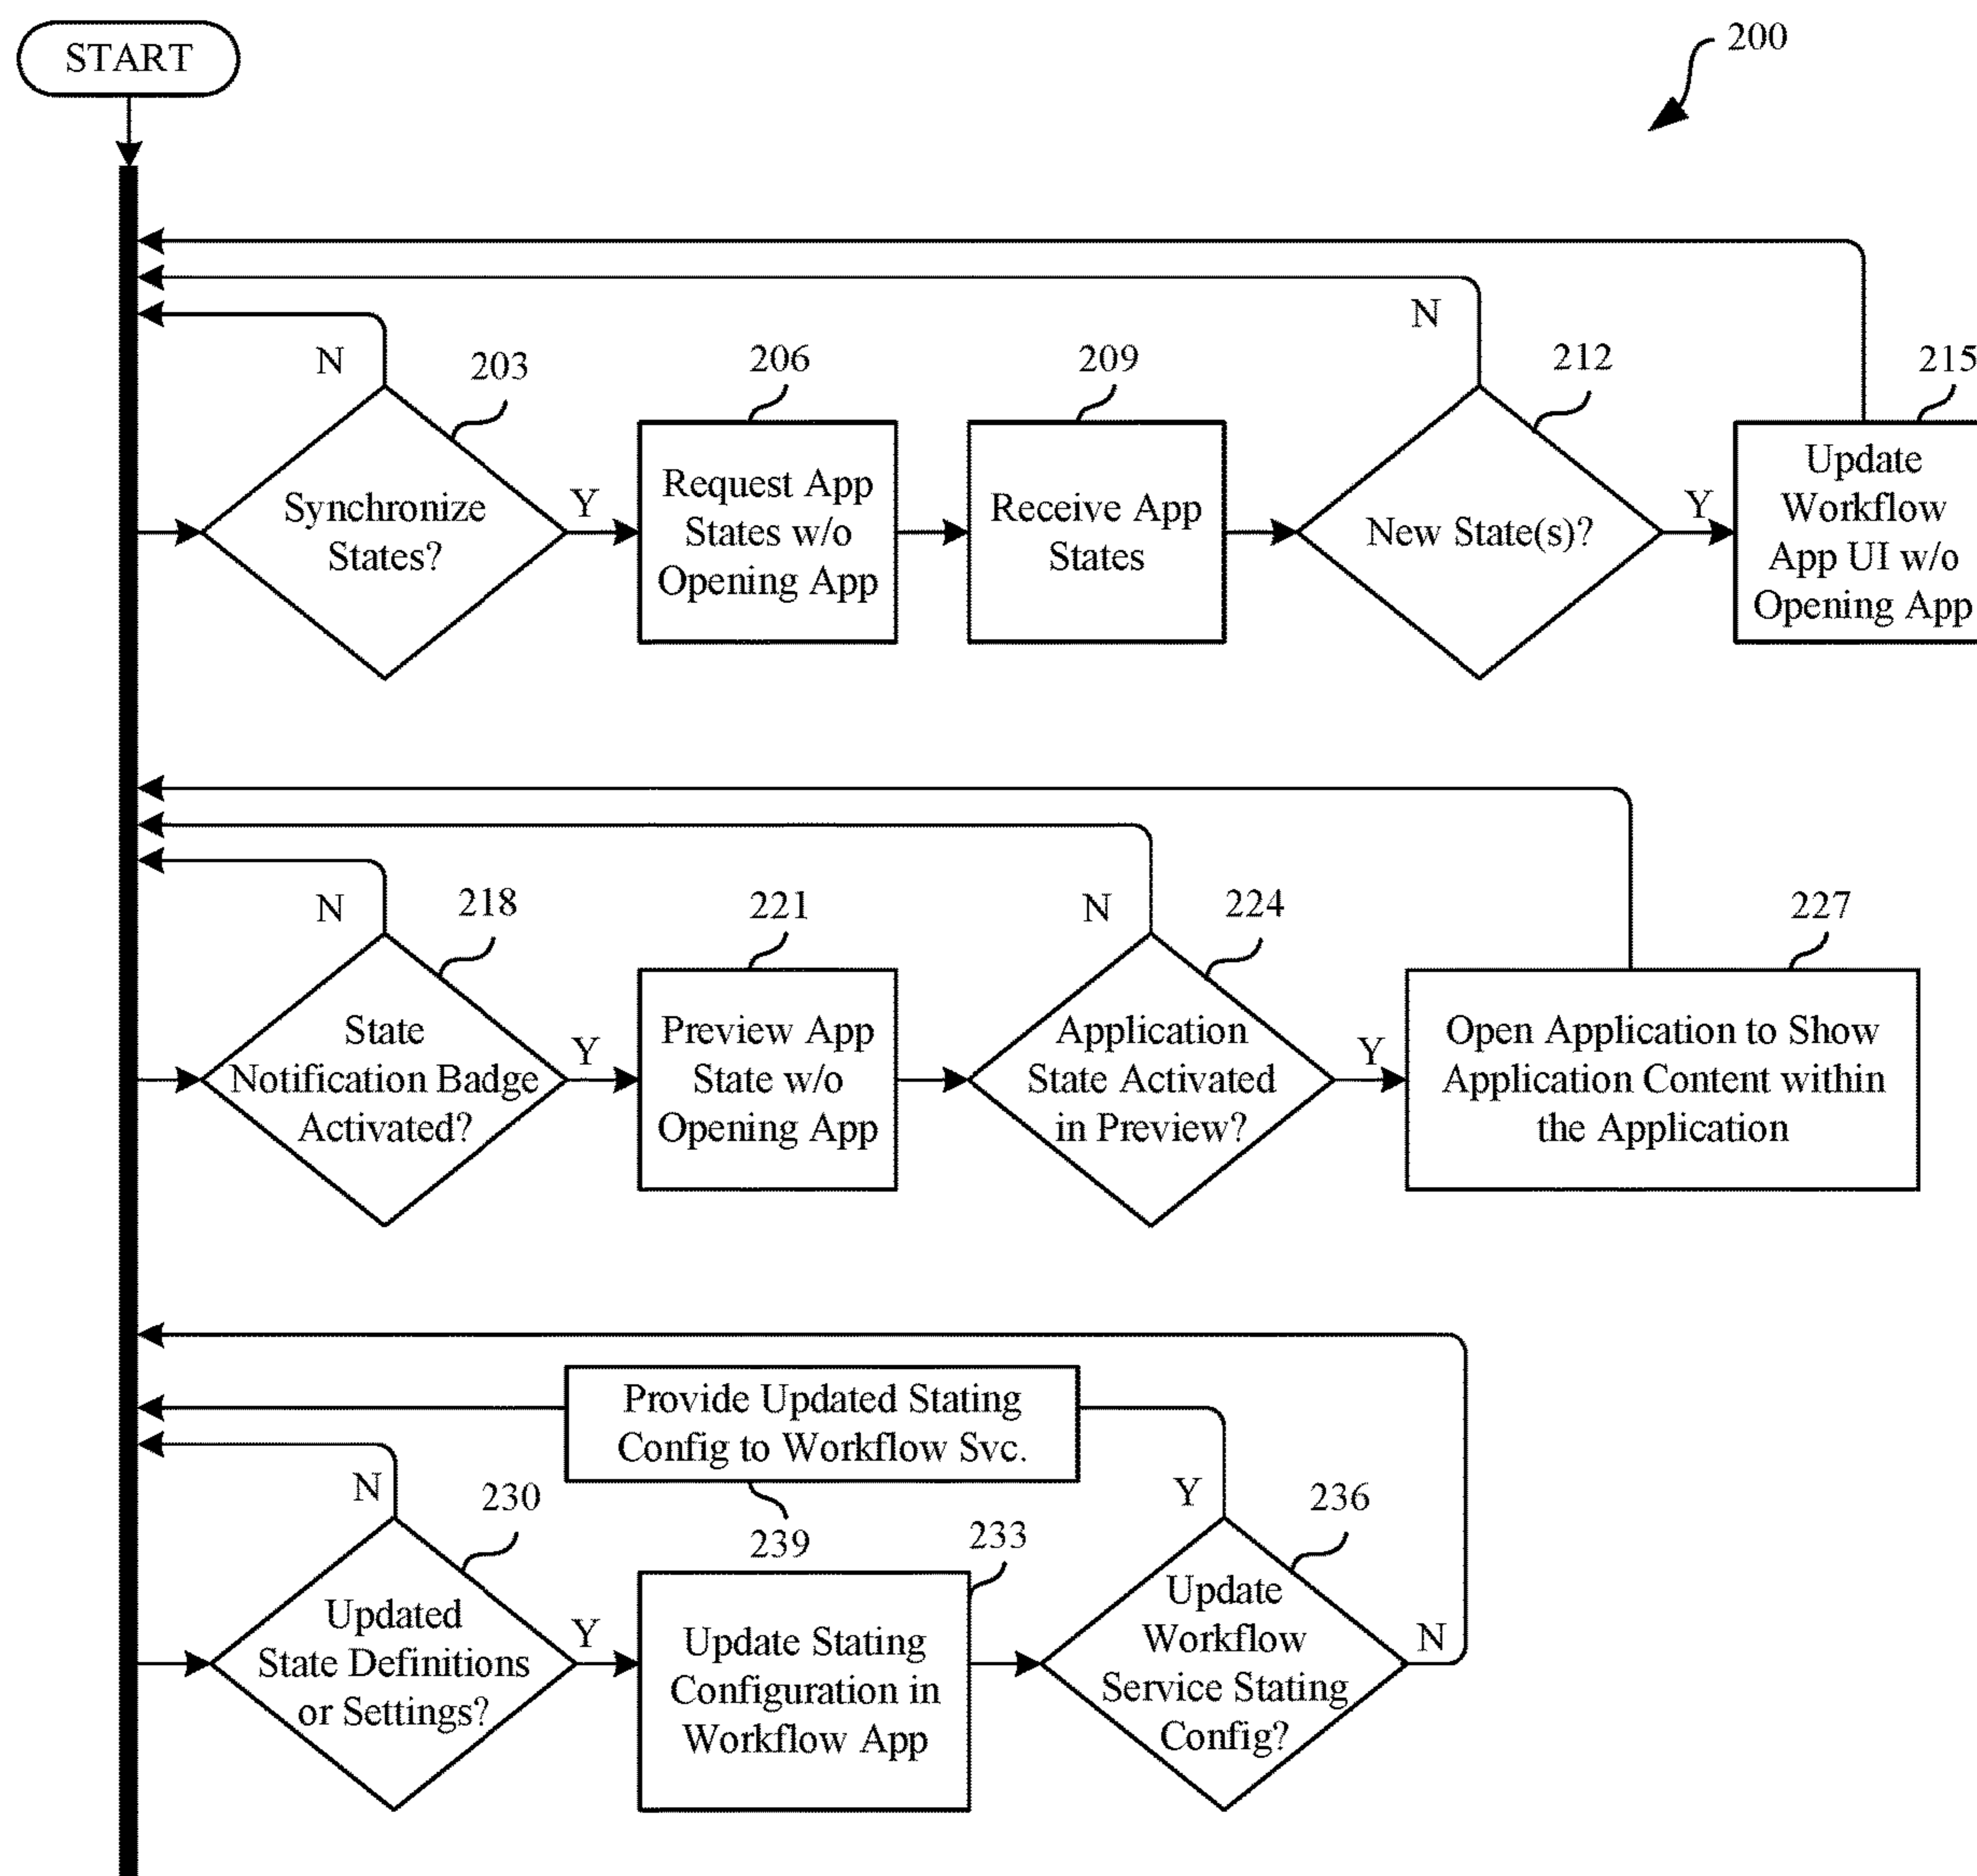 START
200
N
203
206
209
N
212
215
Synchronize
States?
Y
Request App
States w/o
Opening App
Receive App
States
New State(s)?
Y
Update
Workflow
App UI w/o
Opening App
N
218
221
N
224
227
State
Notification Badge
Activated?
Y
Preview App
State w/o
Opening App
Application
State Activated
in Preview?
Y
Open Application to Show
Application Content within
the Application
Provide Updated Stating
Config to Workflow Svc.
239
N
230
233
Y
236
Updated
State Definitions
or Settings?
Y
Update Stating
Configuration in
Workflow App
Update
Workflow
Service Stating
Config?
N